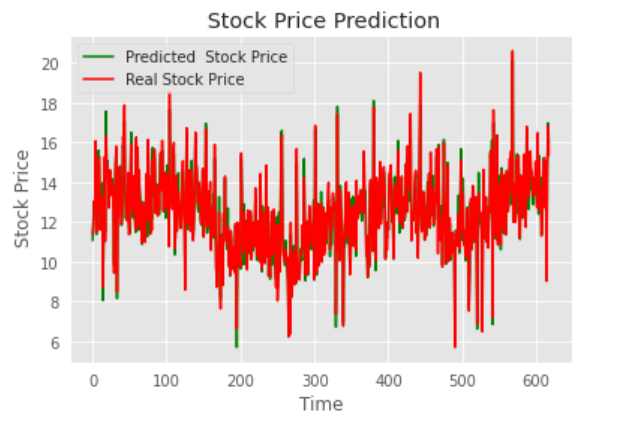 Stock Price Prediction
Predicted  Stock Price
Real Stock Price
Stock Price
20
18
16
14
12
10
8
6
0 100 200 300 400 500 600
Time